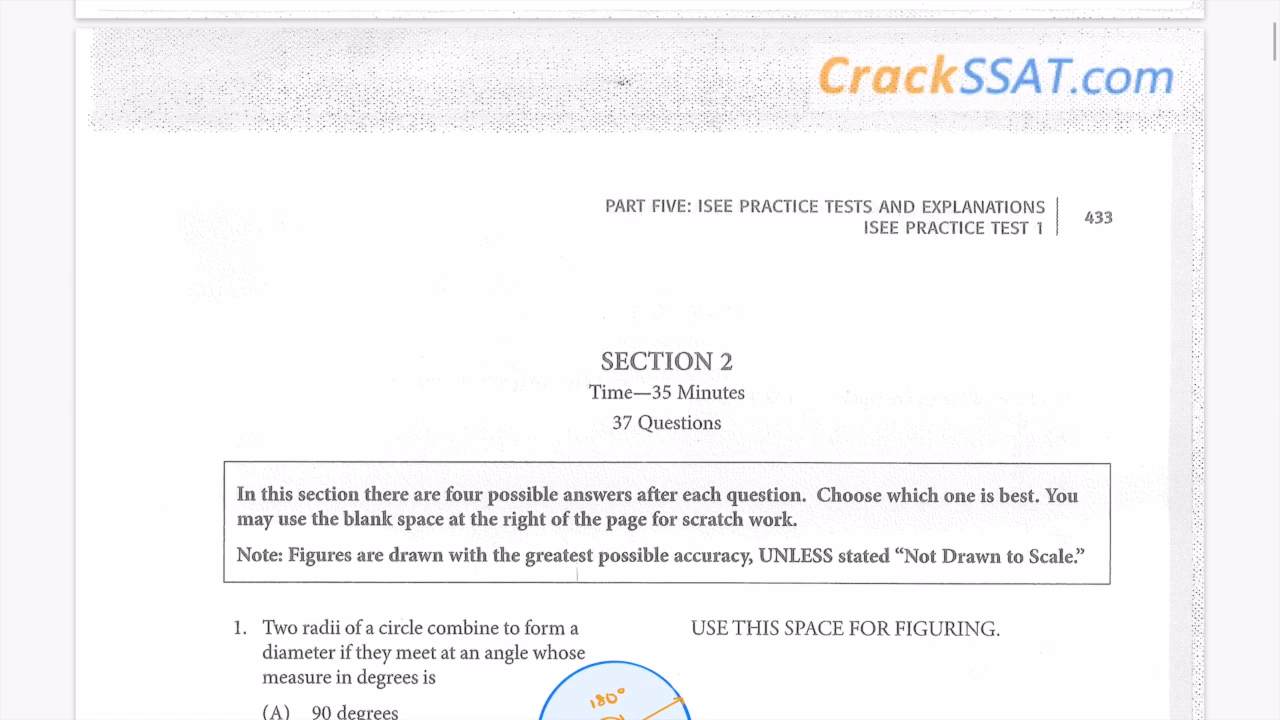 CrackSSAT.com
PART FIVE: ISEE PRACTICE TESTS AND EXPLANATIONS
ISEE PRACTICE TEST 1
433
SECTION 2
Time—35 Minutes
37 Questions
In this section there are four possible answers after each question. Choose which one is best. You
may use the blank space at the right of the page for scratch work.
Note: Figures are drawn with the greatest possible accuracy, UNLESS stated “Not Drawn to Scale.”
1. Two radii of a circle combine to form a
diameter if they meet at an angle whose
measure in degrees is
(A) 90 degrees
USE THIS SPACE FOR FIGURING.
180°